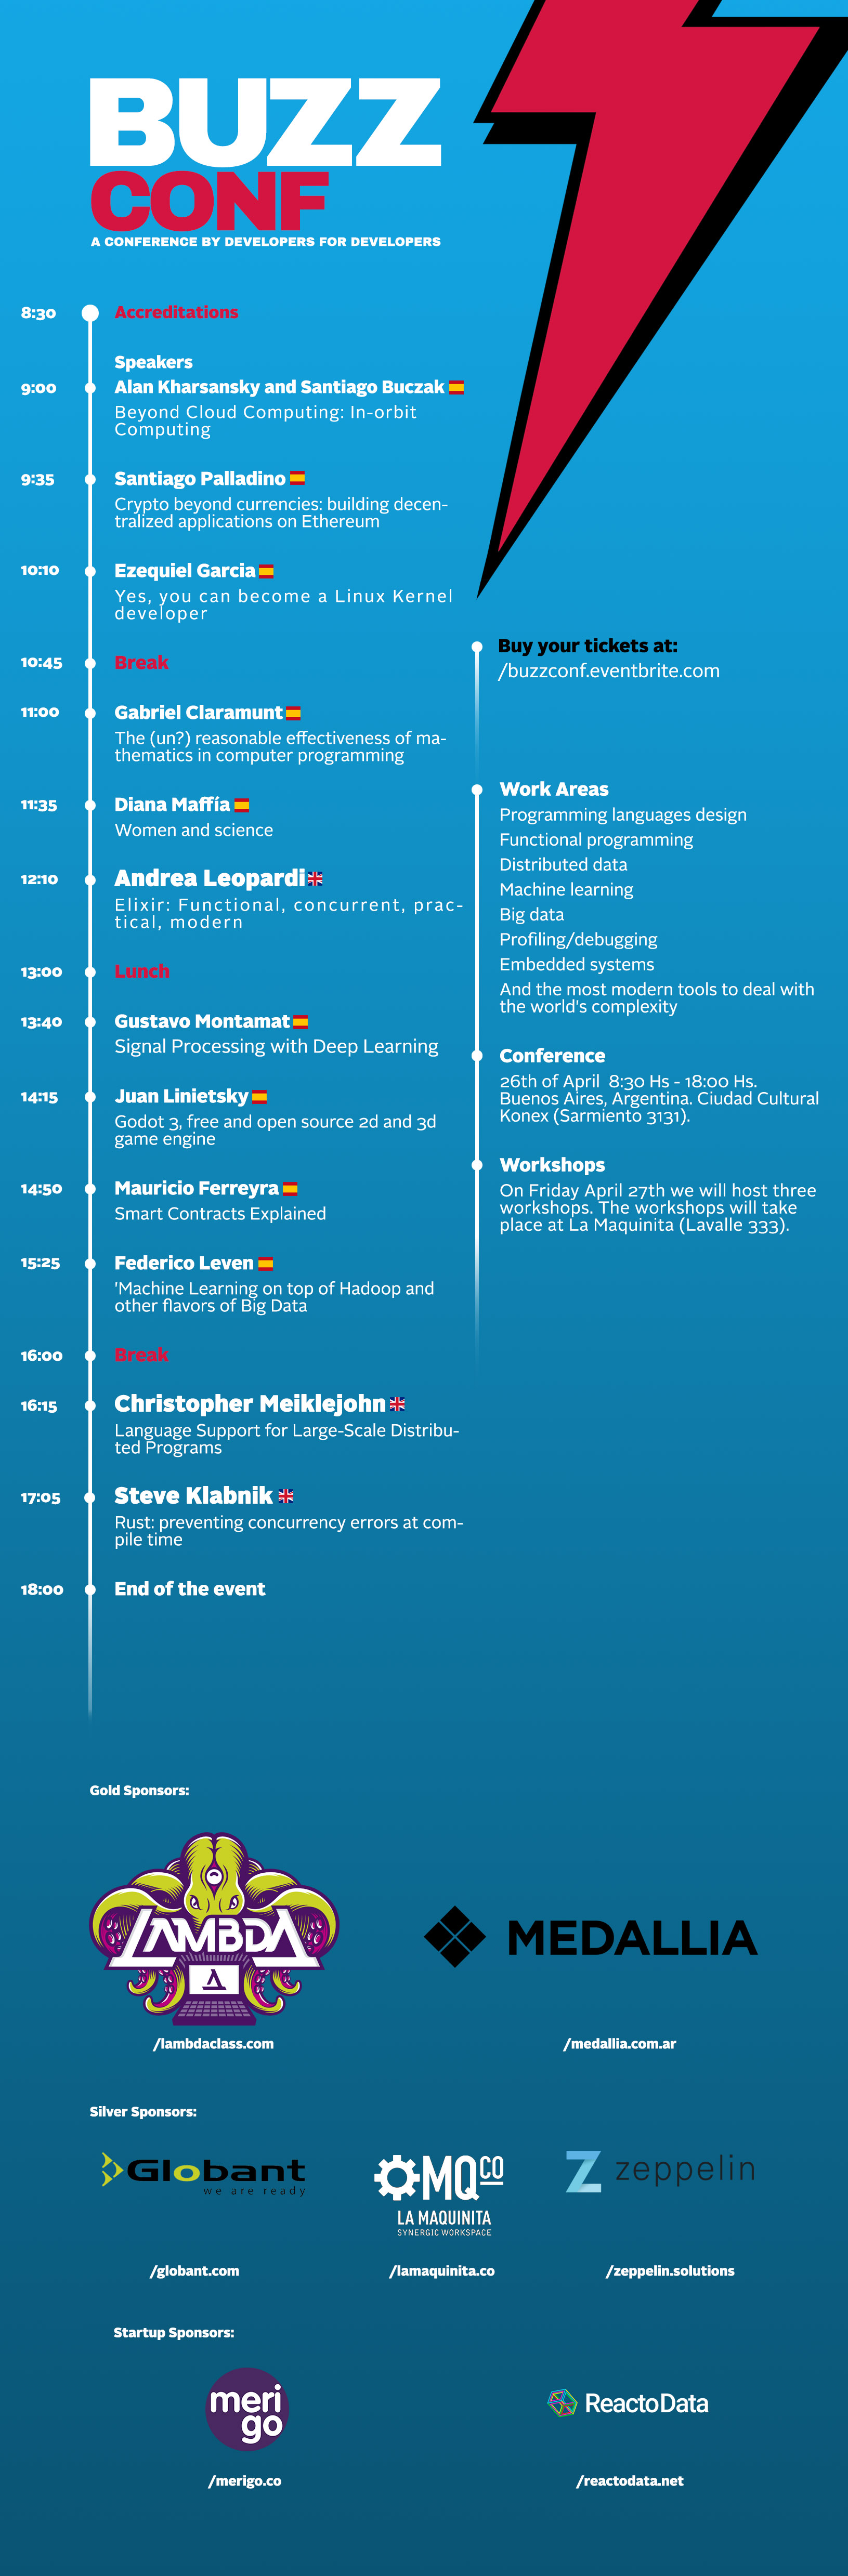 BUZZ
CONF
A CONFERENCE BY DEVELOPERS FOR DEVELOPERS
8:30 Accreditations
Speakers
9:00 Alan Kharsansky and Santiago Buczak
Beyond Cloud Computing: In-orbit
Computing
9:35 Santiago Palladino
Crypto beyond currencies: building decen-
tralized applications on Ethereum
10:10 Ezequiel Garcia
Yes, you can become a Linux Kernel
developer
10:45 Break
11:00 Gabriel Claramunt
The (un?) reasonable effectiveness of ma-
thematics in computer programming
11:35 Diana Maffía
Women and science
12:10 Andrea Leopardi
Elixir: Functional, concurrent, prac-
tical, modern
13:00 Lunch
13:40 Gustavo Montamat
Signal Processing with Deep Learning
14:15 Juan Linietsky
Godot 3, free and open source 2d and 3d
game engine
14:50 Mauricio Ferreyra
Smart Contracts Explained
15:25 Federico Leven
'Machine Learning on top of Hadoop and
other flavors of Big Data
16:00 Break
16:15 Christopher Meiklejohn
Language Support for Large-Scale Distribu-
ted Programs
17:05 Steve Klabnik
Rust: preventing concurrency errors at com-
pile time
18:00 End of the event
Buy your tickets at:
/buzzconf.eventbrite.com
Work Areas
Programming languages design
Functional programming
Distributed data
Machine learning
Big data
Profiling/debugging
Embedded systems
And the most modern tools to deal with
the world's complexity
Conference
26th of April 8:30 Hs - 18:00 Hs.
Buenos Aires, Argentina. Ciudad Cultural
Konex (Sarmiento 3131).
Workshops
On Friday April 27th we will host three
workshops. The workshops will take
place at La Maquinita (Lavalle 333).
Gold Sponsors:
LAMBDA
MEDALLIA
/lambdaclass.com
/medallia.com.ar
Silver Sponsors:
Globant
we are ready
MQCO
LA MAQUINITA
SYNERGIC WORKSPACE
zeppelin
/globant.com
/lamaquinita.co
/zeppelin.solutions
Startup Sponsors:
meri
go
ReactoData
/merigo.co
/reactodata.net